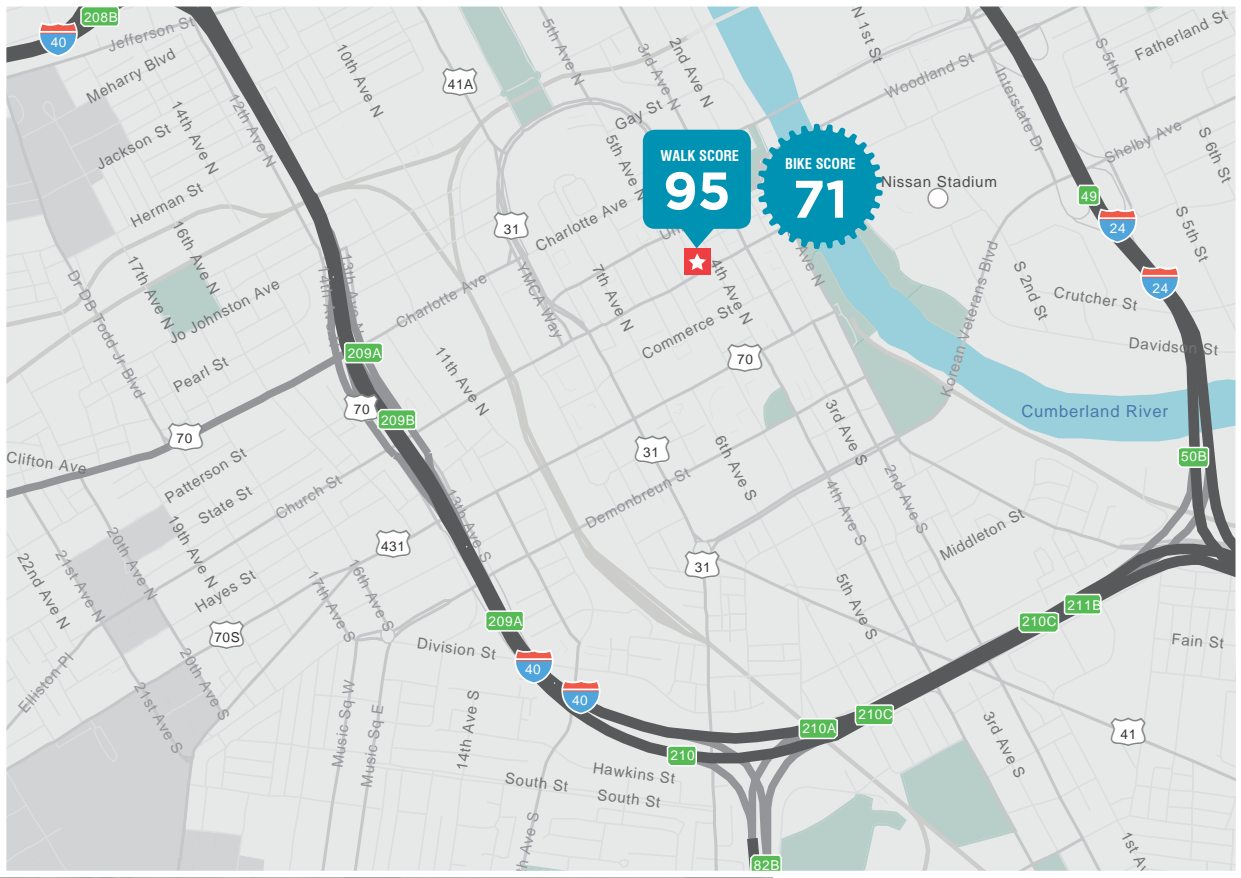 208B
40
Jefferson St
Meharry Blvd
10th Ave N
41A
5th Ave N
3rd Ave N
2nd Ave N
N 1st St
Woodland St
Interstate Dr
S 5th St
Fatherland St
14th Ave N
12th Ave N
Jackson St
Gay St
5th Ave N
Shelby Ave
S 6th St
WALK SCORE
95
BIKE SCORE
71
Nissan Stadium
49
24
Herman St
16th Ave N
17th Ave N
31
Charlotte Ave
S 5th St
Dr DB Todd Jr Blvd
Jo Johnston Ave
13th Ave N
Charlotte Ave
YMCA Way
7th Ave N
4th Ave N
Ave N
Korean Veterans Blvd
S 2nd St
Crutcher St
24
Commerce St
Davidson St
209A
Pearl St
11th Ave N
70
70
209B
3rd Ave S
Cumberland River
70
Clifton Ave
Patterson St
31
6th Ave S
50B
State St
Church St
Demonbreun St
4th Ave S
2nd Ave S
13th Ave S
Middleton St
19th Ave N
20th Ave N
21st Ave N
22nd Ave N
431
Hayes St
17th Ave S
16th Ave S
31
5th Ave S
211B
210C
209A
70S
Division St
Fain St
Elliston Pl
20th Ave S
21st Ave S
40
40
Music Sq W
Music Sq E
14th Ave S
210C
210A
210
3rd Ave S
41
Hawkins St
South St
South St
82B